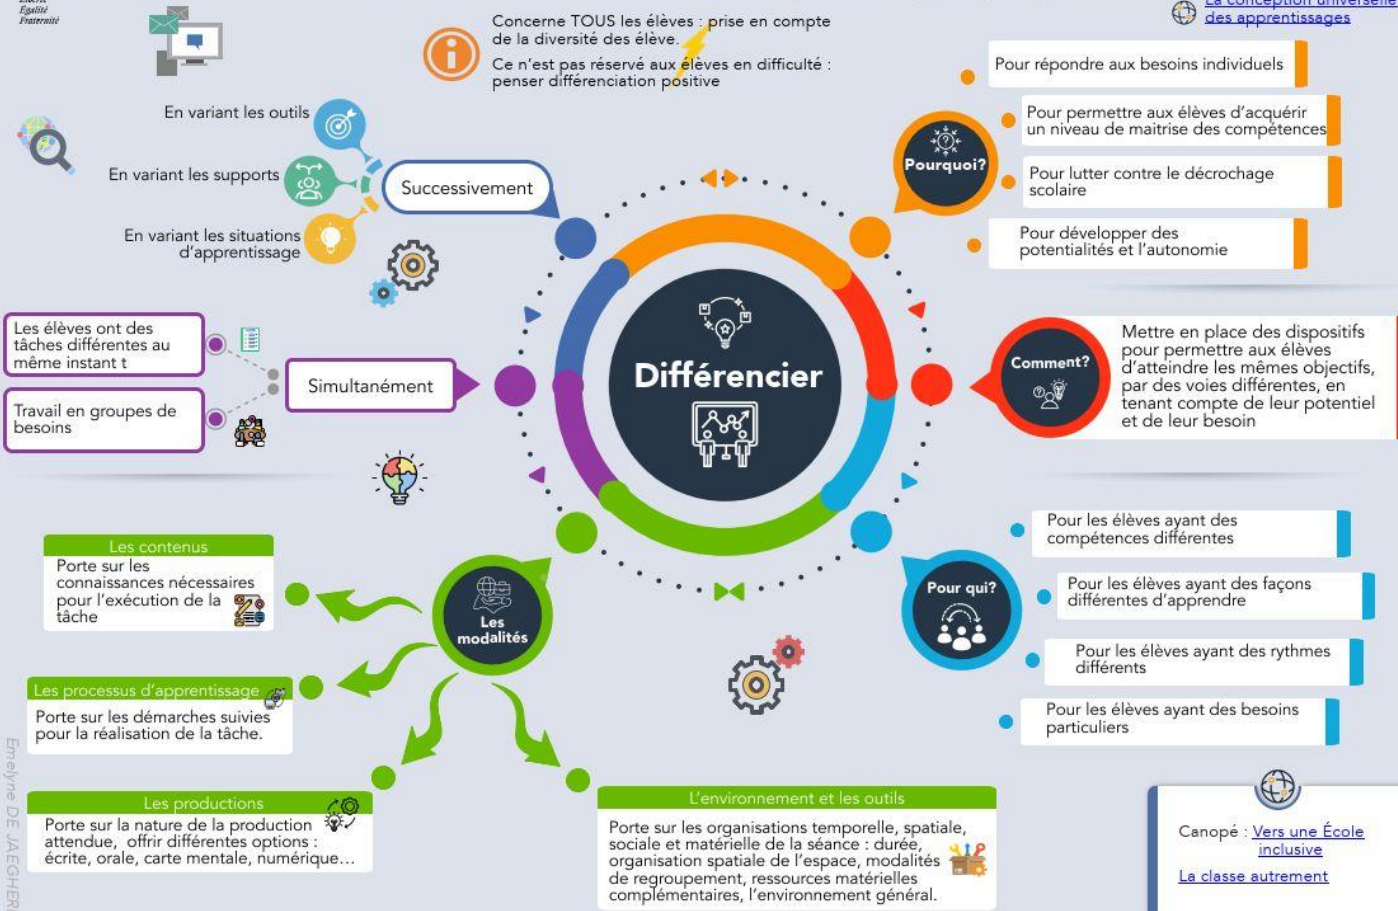 Égalité
Fraternité
Concerne TOUS les élèves : prise en compte
de la diversité des élève.
Ce n'est pas réservé aux élèves en difficulté :
penser différenciation positive
La conception universelle
des apprentissages
En variant les outils
En variant les supports
En variant les situations
d'apprentissage
Successivement
Pourquoi?
Pour répondre aux besoins individuels
Pour permettre aux élèves d'acquérir
un niveau de maitrise des compétences
Pour lutter contre le décrochage
scolaire
Pour développer des
potentialités et l'autonomie
Les élèves ont des
tâches différentes au
même instant t
Travail en groupes de
besoins
Simultanément
Différencier
Comment?
Mettre en place des dispositifs
pour permettre aux élèves
d'atteindre les mêmes objectifs,
par des voies différentes, en
tenant compte de leur potentiel
et de leur besoin
Pour qui?
Pour les élèves ayant des
compétences différentes
Pour les élèves ayant des façons
différentes d'apprendre
Pour les élèves ayant des rythmes
différents
Pour les élèves ayant des besoins
particuliers
Les
modalités
Les contenus
Porte sur les
connaissances nécessaires
pour l'exécution de la
tâche
Les processus d'apprentissage
Porte sur les démarches suivies
pour la réalisation de la tâche.
Les productions
Porte sur la nature de la production
attendue, offrir différentes options :
écrite, orale, carte mentale, numérique...
L'environnement et les outils
Porte sur les organisations temporelle, spatiale,
sociale et matérielle de la séance : durée,
organisation spatiale de l'espace, modalités
de regroupement, ressources matérielles
complémentaires, l'environnement général.
Canopé : Vers une École
inclusive
La classe autrement
Emelyne DE JAEGHER